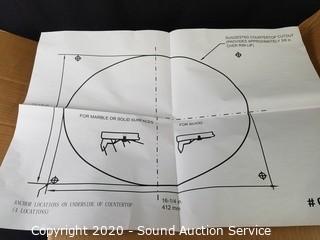 SUGGESTED COUNTERTOP CUTOUT
(PROVIDES APPROXIMATELY 3/8 in.
OVER RIM LIP)
FOR MARBLE OR SOLID SURFACES
FOR WOOD
ANCHOR LOCATIONS ON UNDERSIDE OF COUNTERTOP
(4 LOCATIONS)
16-1/4 in
412 mm
Copyright 2020 - Sound Auction Service